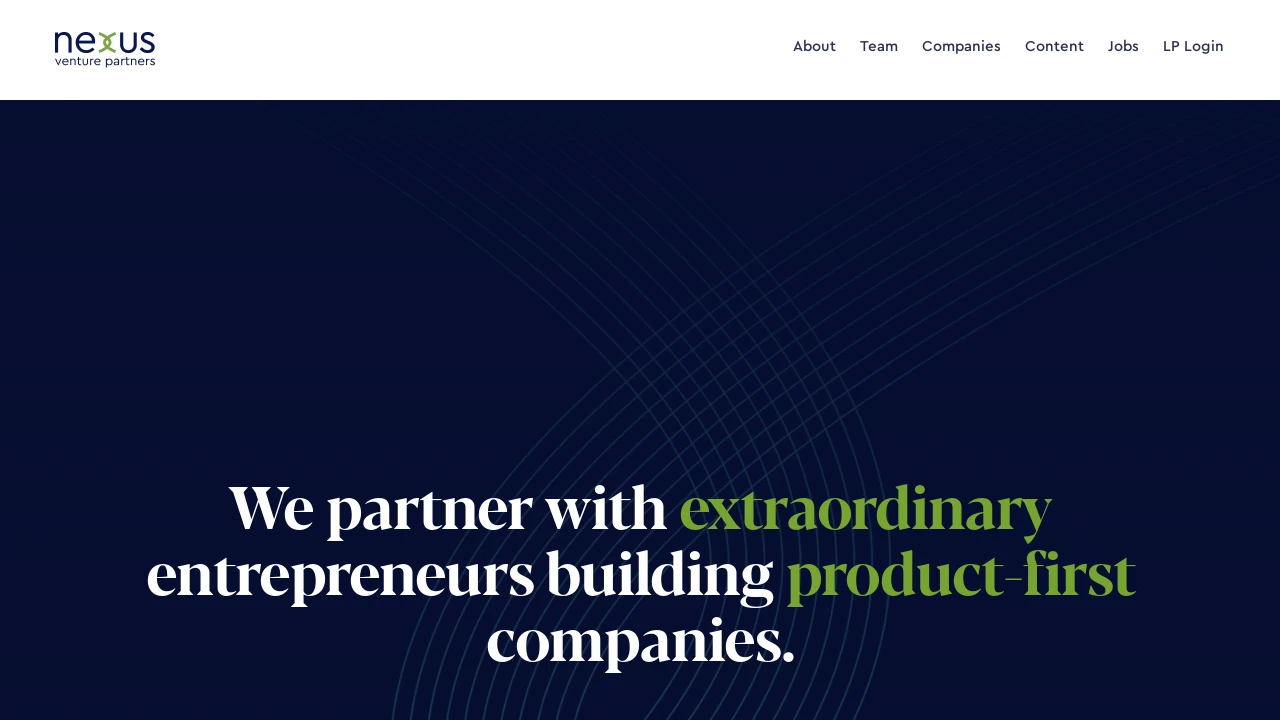 nexus
venture partners
About Team Companies Content Jobs LP Login
We partner with extraordinary
entrepreneurs building product-first
companies.